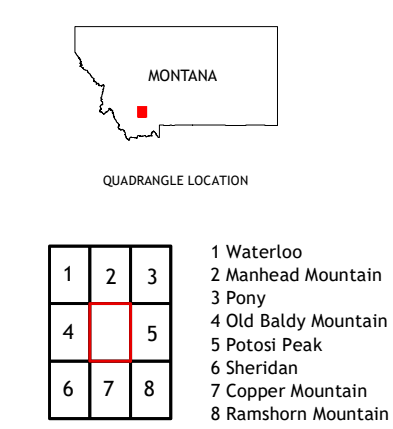 MONTANA
QUADRANGLE LOCATION
1 2 3
4 5
6 7 8
1 Waterloo
2 Manhead Mountain
3 Pony
4 Old Baldy Mountain
5 Potosi Peak
6 Sheridan
7 Copper Mountain
8 Ramshorn Mountain